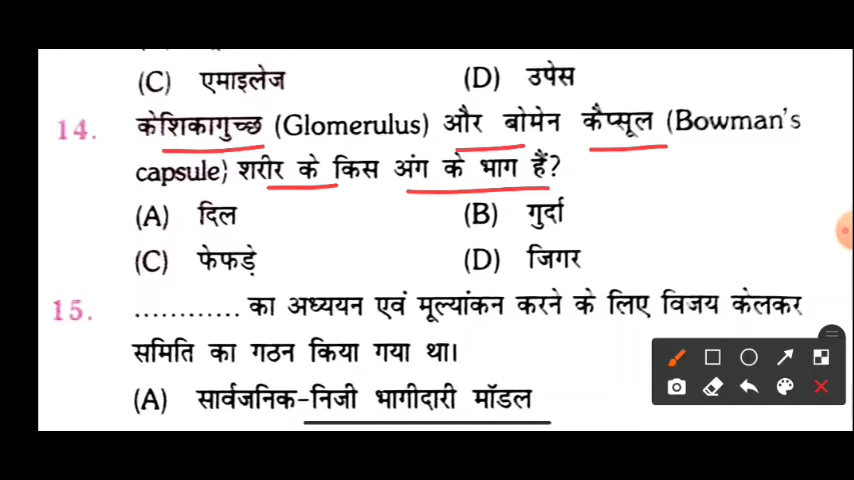 (C) एमाइलेज (D) उपेस
14. केशिकागुच्छ (Glomerulus) और बोमेन कैप्सूल (Bowman's
capsule) शरीर के किस अंग के भाग हैं?
(A) दिल (B) गुर्दा
(C) फेफड़े (D) जिगर
15. ............ का अध्ययन एवं मूल्यांकन करने के लिए विजय केलकर
समिति का गठन किया गया था।
(A) सार्वजनिक-निजी भागीदारी मॉडल